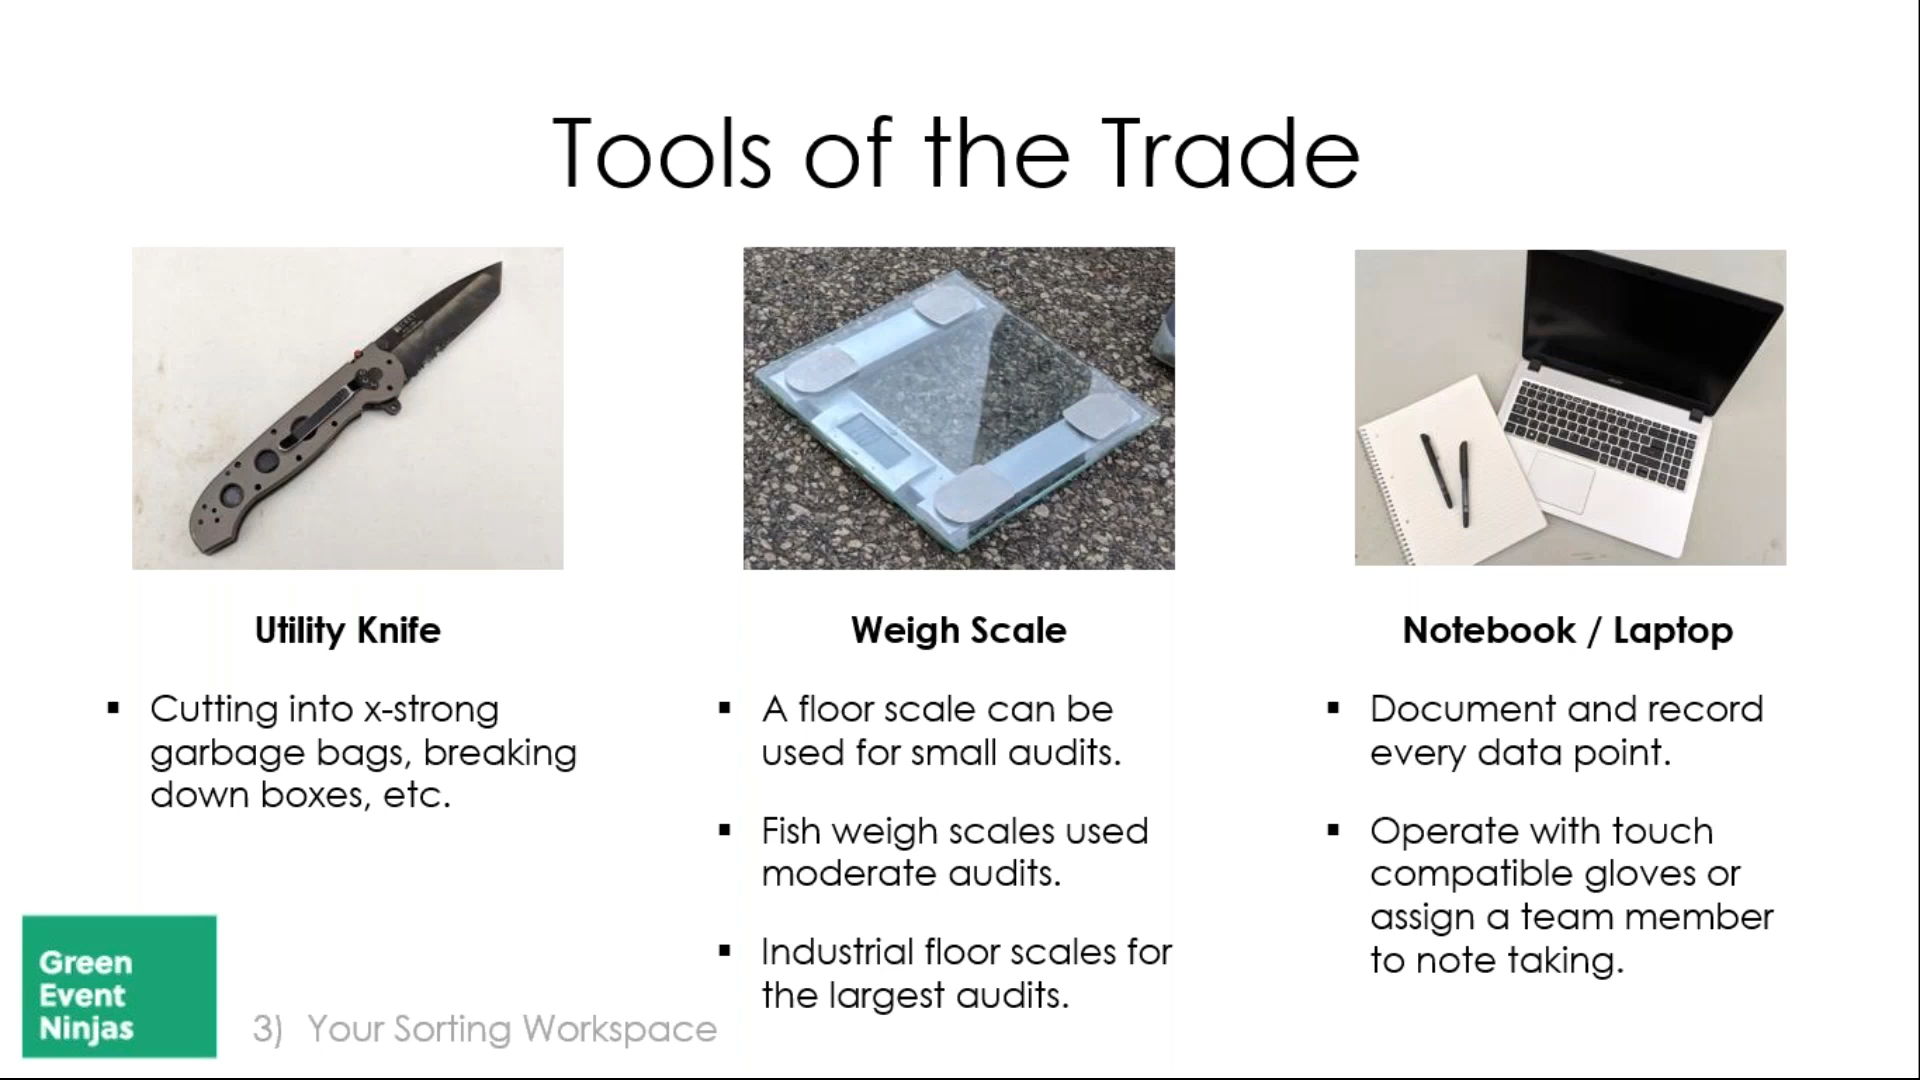 Tools of the Trade
Utility Knife
▪ Cutting into x-strong
garbage bags, breaking
down boxes, etc.
Weigh Scale
▪ A floor scale can be
used for small audits.
▪ Fish weigh scales used
moderate audits.
▪ Industrial floor scales for
the largest audits.
Notebook / Laptop
▪ Document and record
every data point.
▪ Operate with touch
compatible gloves or
assign a team member
to note taking.
Green
Event
Ninjas
3) Your Sorting Workspace